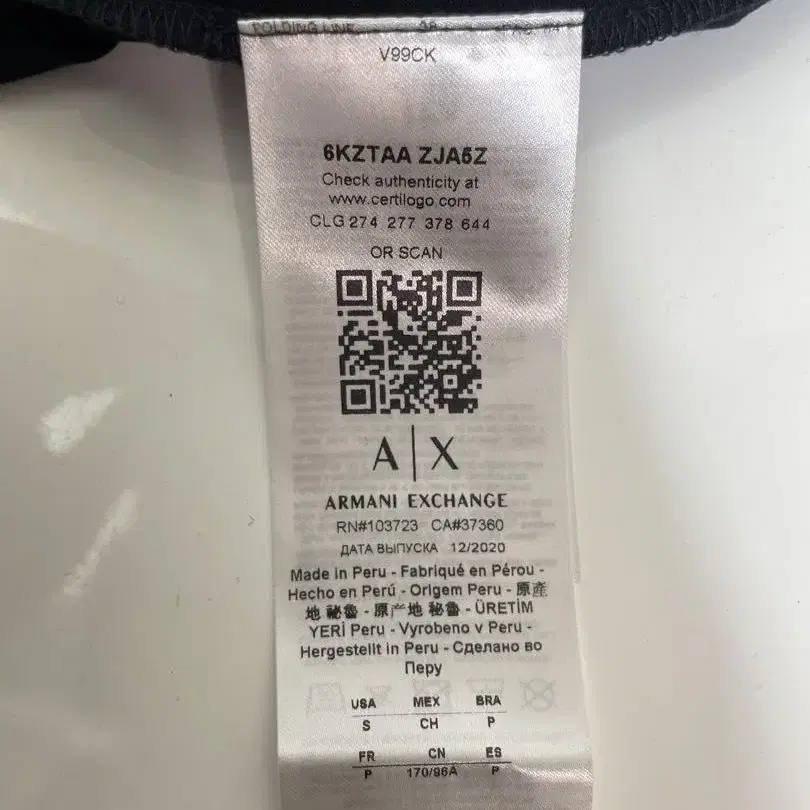 FOLDING LINE
V99CK
6KZTAA ZJA5Z
Check authenticity at
www.certilogo.com
CLG 274 277 378 644
OR SCAN
A|X
ARMANI EXCHANGE
RN#103723 CA#37360
ДАТА ВЫПУСКА 12/2020
Made in Peru - Fabriqué en Pérou -
Hecho en Perú - Origem Peru - 原產
地 秘魯 - 原产地 秘鲁 - ÜRETİM
YERİ Peru - Vyrobeno v Peru -
Hergestellt in Peru - Сделано во
Перу
USA MEX BRA
S CH P
FR CN ES
P 170/96A P